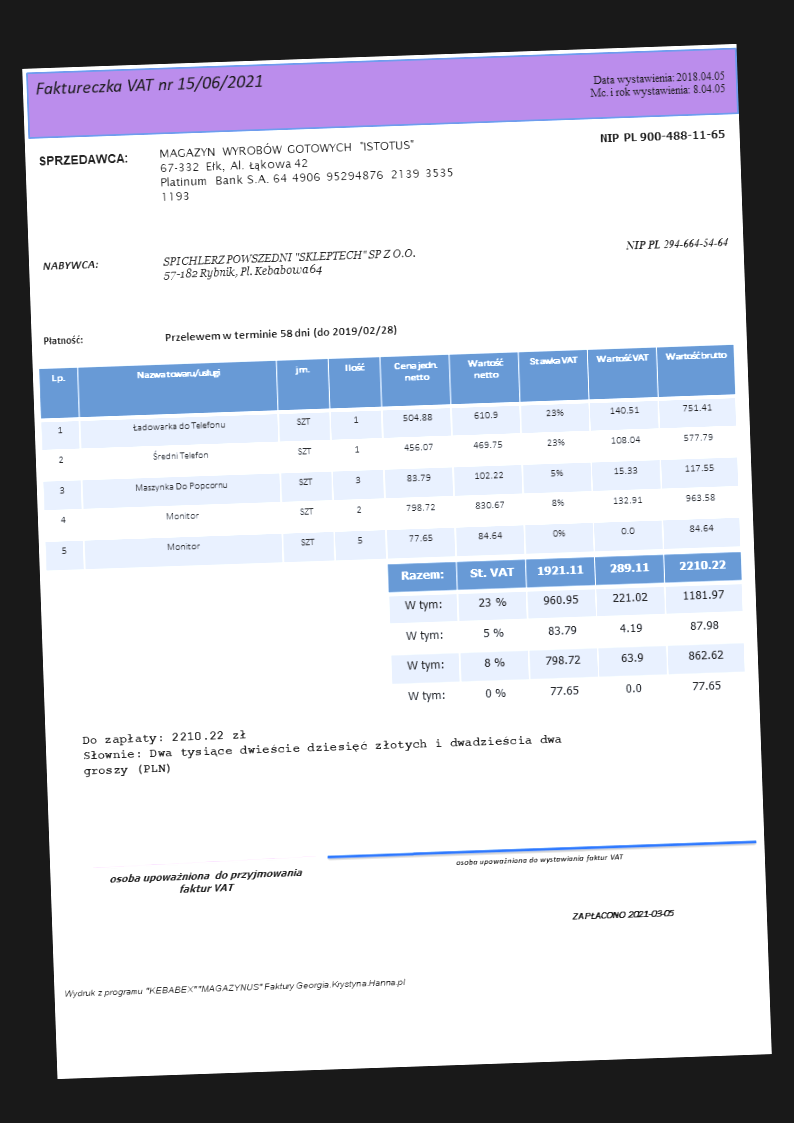 Faktureczka VAT nr 15/06/2021
Data wystawienia: 2018.04.05
Mc. i rok wystawienia: 8.04.05
NIP PL 900-488-11-65
SPRZEDAWCA:
MAGAZYN WYROBÓW GOTOWYCH "ISTOTUS"
67-332 Ełk, Al. Łąkowa 42
Platinum Bank S.A. 64 4906 95294876 2139 3535
1193
NIP PL 294-664-54-64
NABYWCA:
SPICHLERZ POWSZEDNI "SKLEPTECH" SP Z O.O.
57-182 Rybnik, Pl. Kebabowa 64
Płatność: Przelewem w terminie 58 dni (do 2019/02/28)
Lp. Nazwa towaru/usługi jm. Ilość Cena jedn. netto Wartość netto Stawka VAT Wartość VAT Wartość brutto
1 Ładowarka do Telefonu SZT 1 504.88 610.9 23% 140.51 751.41
2 Średni Telefon SZT 1 456.07 469.75 23% 108.04 577.79
3 Maszynka Do Popcornu SZT 3 83.79 102.22 5% 15.33 117.55
4 Monitor SZT 2 798.72 830.67 8% 132.91 963.58
5 Monitor SZT 5 77.65 84.64 0% 0.0 84.64
Razem: St. VAT 1921.11 289.11 2210.22
W tym: 23 % 960.95 221.02 1181.97
W tym: 5 % 83.79 4.19 87.98
W tym: 8 % 798.72 63.9 862.62
W tym: 0 % 77.65 0.0 77.65
Do zapłaty: 2210.22 zł
Słownie: Dwa tysiące dwieście dziesięć złotych i dwadzieścia dwa
groszy (PLN)
osoba upoważniona do wystawiania faktur VAT
osoba upoważniona do przyjmowania
faktur VAT
ZAPŁACONO 2021-03-05
Wydruk z programu "KEBABEX""MAGAZYNUS" Faktury Georgia.Krystyna.Hanna.pl